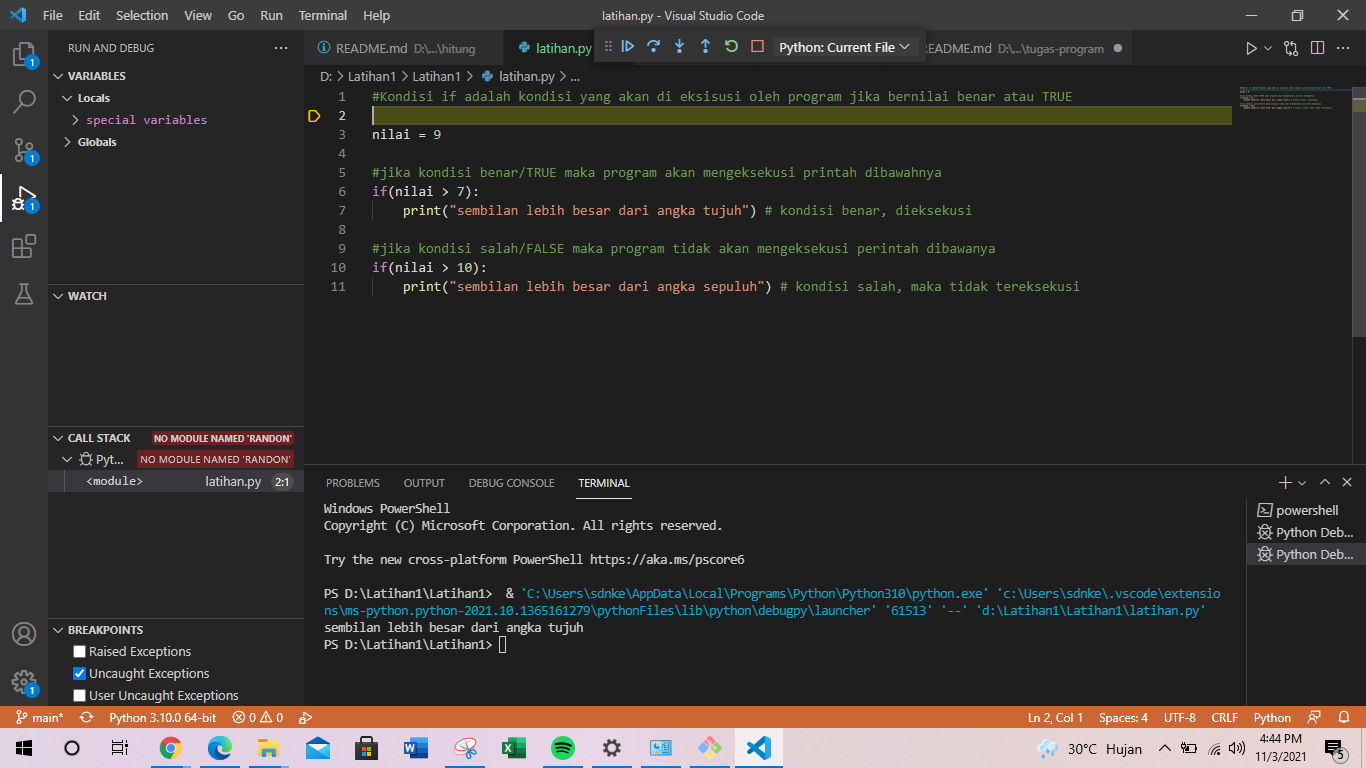 File Edit Selection View Go Run Terminal Help latihan.py - Visual Studio Code
RUN AND DEBUG
README.md D:\...\hitung latihan.py Python: Current File README.md D:\...\tugas-program
D: > Latihan1 > Latihan1 > latihan.py > ...
VARIABLES
Locals
special variables
Globals
WATCH
CALL STACK NO MODULE NAMED 'RANDON'
Pyt... NO MODULE NAMED 'RANDON'
<module> latihan.py 2:1
BREAKPOINTS
Raised Exceptions
Uncaught Exceptions
User Uncaught Exceptions
1 #Kondisi if adalah kondisi yang akan di eksisusi oleh program jika bernilai benar atau TRUE
2
3 nilai = 9
4
5 #jika kondisi benar/TRUE maka program akan mengeksekusi printah dibawahnya
6 if(nilai > 7):
7 print("sembilan lebih besar dari angka tujuh") # kondisi benar, dieksekusi
8
9 #jika kondisi salah/FALSE maka program tidak akan mengeksekusi perintah dibawanya
10 if(nilai > 10):
11 print("sembilan lebih besar dari angka sepuluh") # kondisi salah, maka tidak tereksekusi
PROBLEMS OUTPUT DEBUG CONSOLE TERMINAL
Windows PowerShell
Copyright (C) Microsoft Corporation. All rights reserved.
Try the new cross-platform PowerShell https://aka.ms/pscore6
PS D:\Latihan1\Latihan1> & 'C:\Users\sdnke\AppData\Local\Programs\Python\Python310\python.exe' 'c:\Users\sdnke\.vscode\extensio
ns\ms-python.python-2021.10.1365161279\pythonFiles\lib\python\debugpy\launcher' '61513' '--' 'd:\Latihan1\Latihan1\latihan.py'
sembilan lebih besar dari angka tujuh
PS D:\Latihan1\Latihan1>
powershell
Python Deb...
Python Deb...
main* Python 3.10.0 64-bit 0 0 Ln 2, Col 1 Spaces: 4 UTF-8 CRLF Python
30°C Hujan 4:44 PM
11/3/2021 5